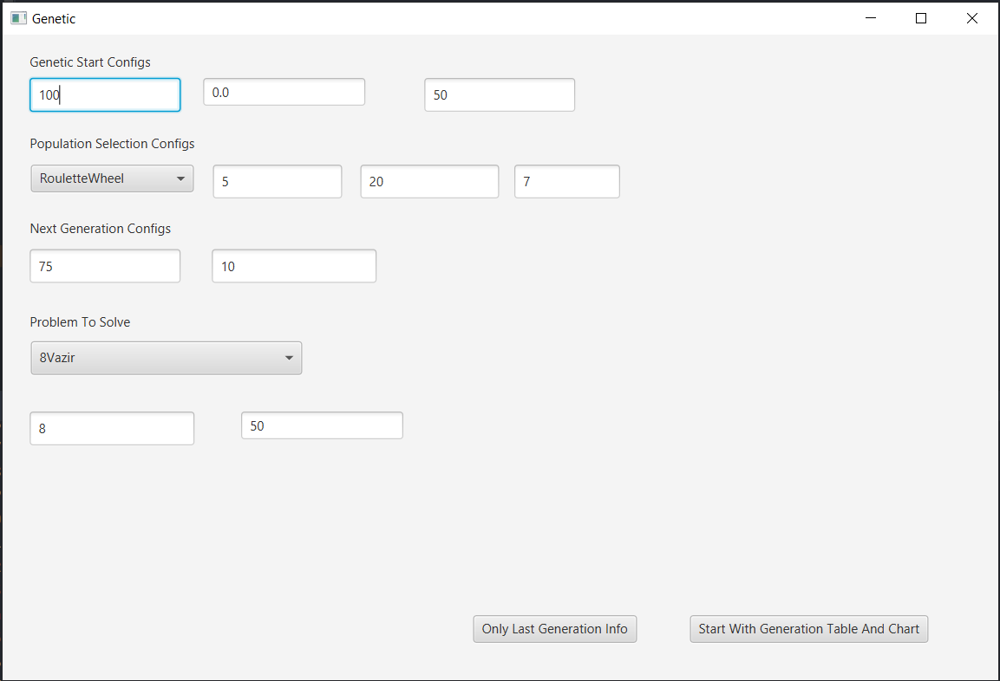 Genetic
Genetic Start Configs
100 0.0 50
Population Selection Configs
RouletteWheel 5 20 7
Next Generation Configs
75 10
Problem To Solve
8Vazir
8 50
Only Last Generation Info Start With Generation Table And Chart